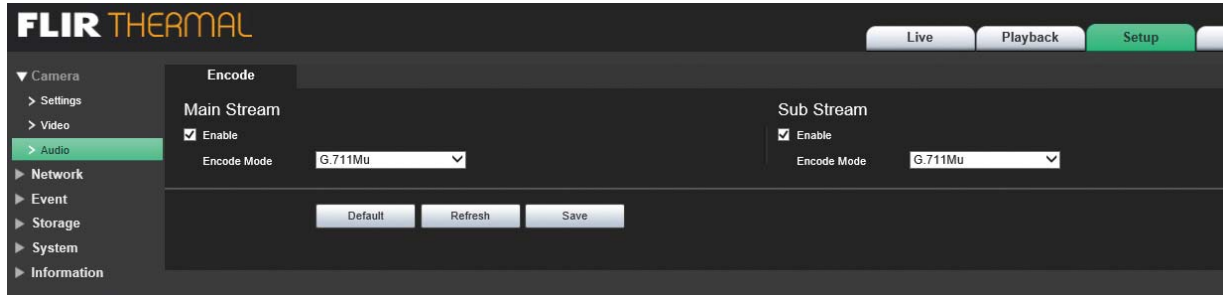 FLIR THERMAL
Live Playback Setup
Camera
Settings
Video
Audio
Network
Event
Storage
System
Information
Encode
Main Stream
Enable
Encode Mode G.711Mu
Sub Stream
Enable
Encode Mode G.711Mu
Default Refresh Save